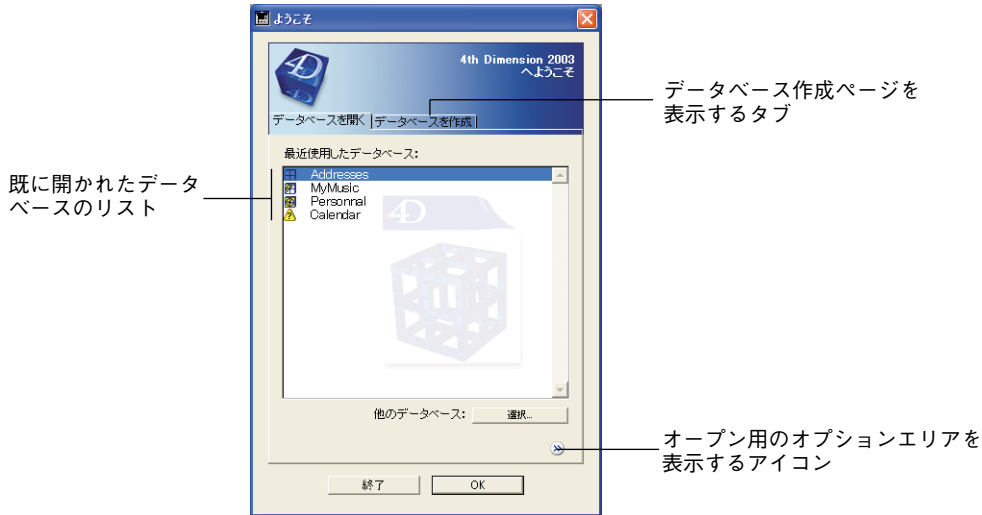 ようこそ
4D
4th Dimension 2003
へようこそ
データベースを開く
データベースを作成
最近使用したデータベース:
Addresses
MyMusic
Personnal
Calendar
4D
他のデータベース:
選択...
終了
OK
データベース作成ページを
表示するタブ
既に開かれたデータ
ベースのリスト
オープン用のオプションエリアを
表示するアイコン